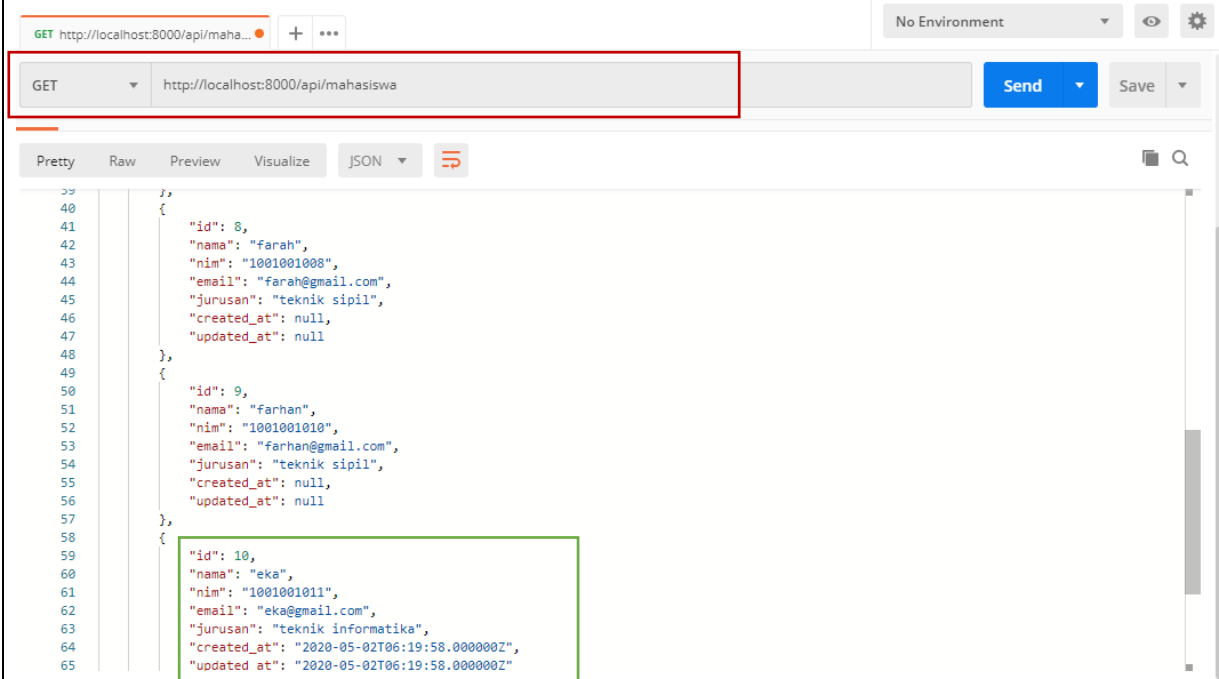 GET http://localhost:8000/api/maha...
No Environment
GET http://localhost:8000/api/mahasiswa Send Save
Pretty Raw Preview Visualize JSON
39 },
40 {
41 "id": 8,
42 "nama": "farah",
43 "nim": "1001001008",
44 "email": "farah@gmail.com",
45 "jurusan": "teknik sipil",
46 "created_at": null,
47 "updated_at": null
48 },
49 {
50 "id": 9,
51 "nama": "farhan",
52 "nim": "1001001010",
53 "email": "farhan@gmail.com",
54 "jurusan": "teknik sipil",
55 "created_at": null,
56 "updated_at": null
57 },
58 {
59 "id": 10,
60 "nama": "eka",
61 "nim": "1001001011",
62 "email": "eka@gmail.com",
63 "jurusan": "teknik informatika",
64 "created_at": "2020-05-02T06:19:58.000000Z",
65 "updated_at": "2020-05-02T06:19:58.000000Z"